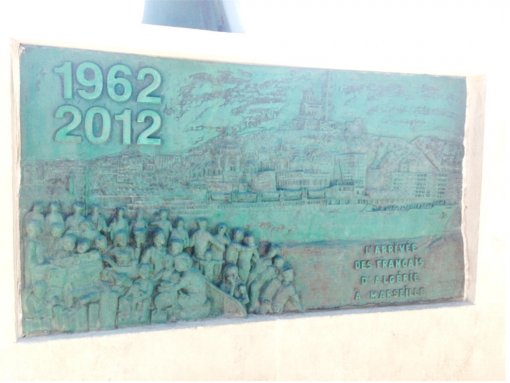 1962
2012
L'ARRIVÉE
DES FRANÇAIS
D'ALGÉRIE
À MARSEILLE